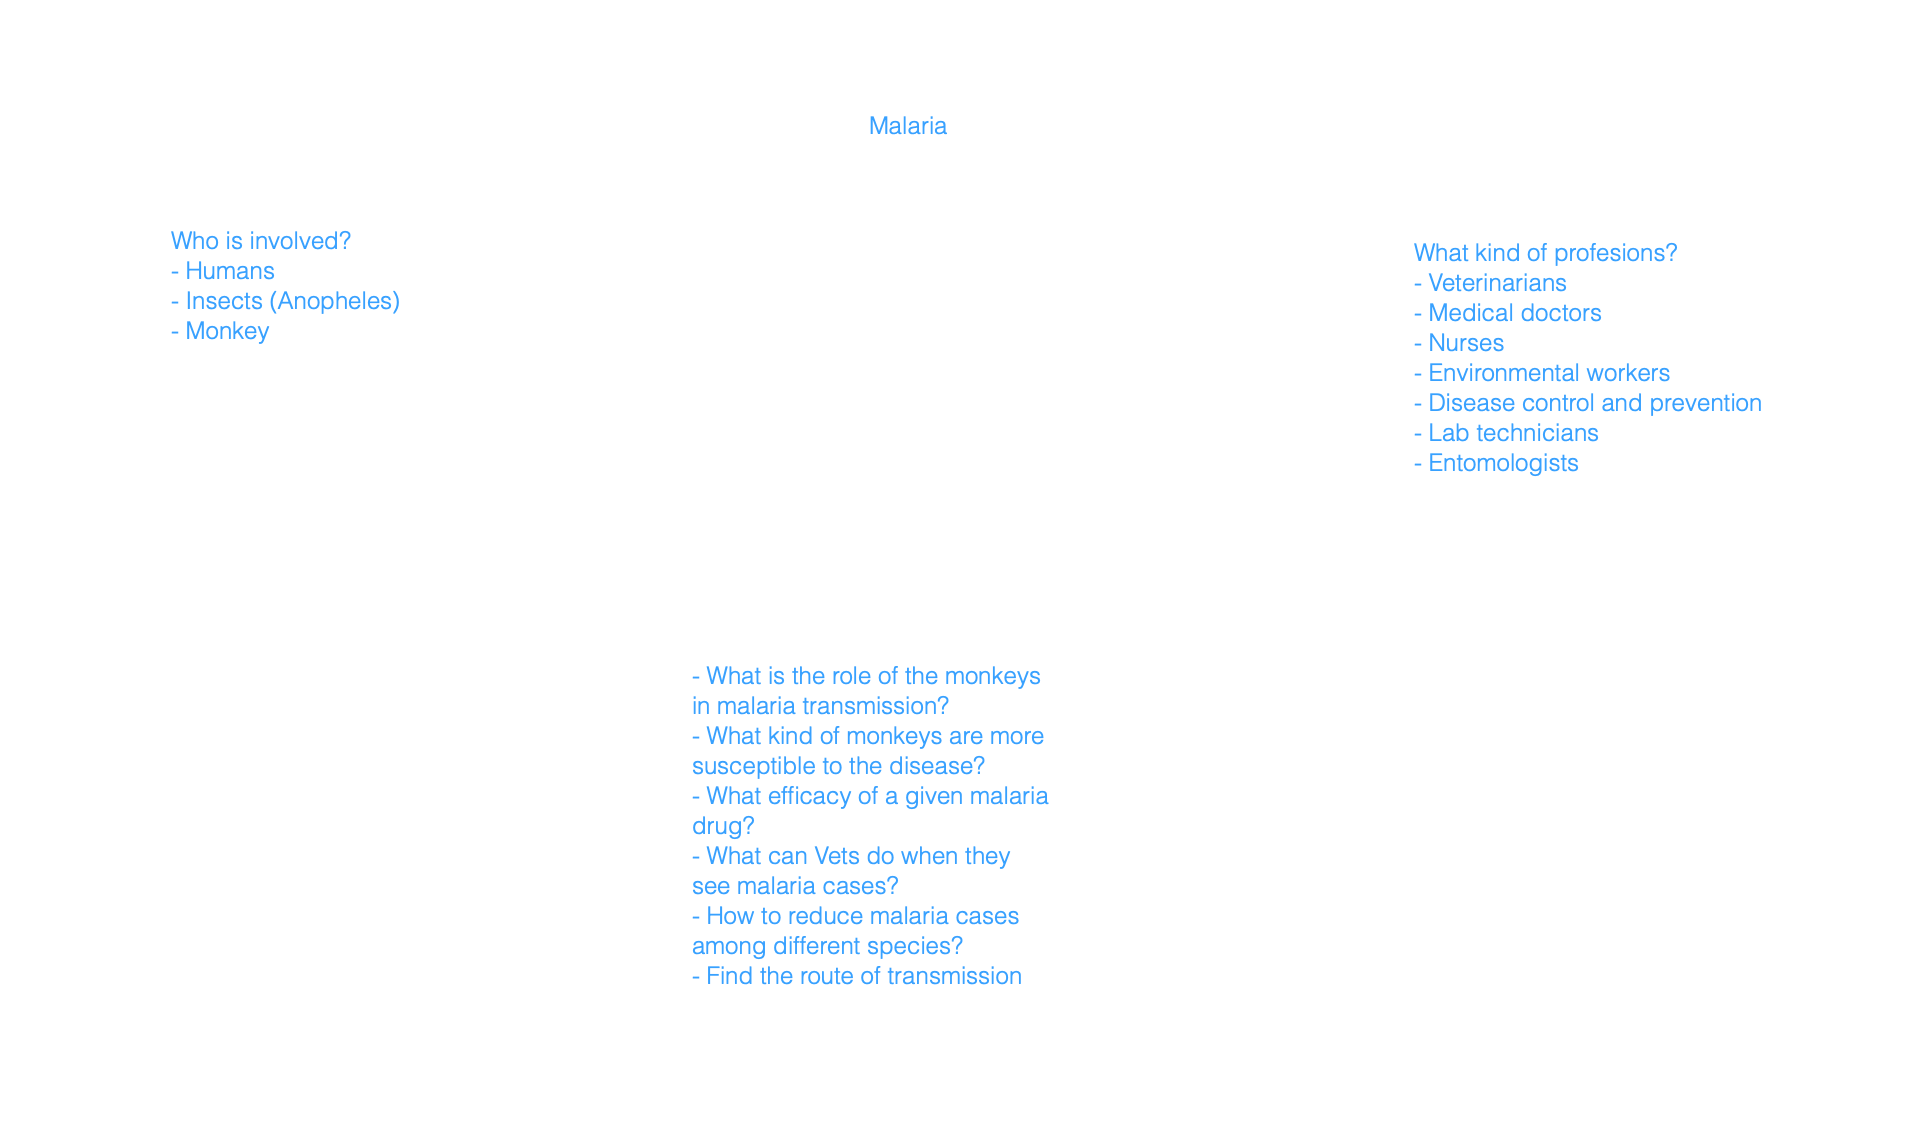 Malaria
Who is involved?
- Humans
- Insects (Anopheles)
- Monkey
What kind of profesions?
- Veterinarians
- Medical doctors
- Nurses
- Environmental workers
- Disease control and prevention
- Lab technicians
- Entomologists
- What is the role of the monkeys
in malaria transmission?
- What kind of monkeys are more
susceptible to the disease?
- What efficacy of a given malaria
drug?
- What can Vets do when they
see malaria cases?
- How to reduce malaria cases
among different species?
- Find the route of transmission